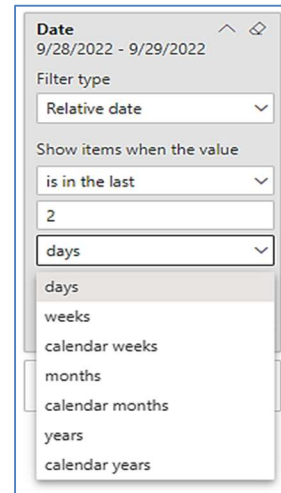 Date
9/28/2022 - 9/29/2022
Filter type
Relative date
Show items when the value
is in the last
2
days
days
weeks
calendar weeks
months
calendar months
years
calendar years